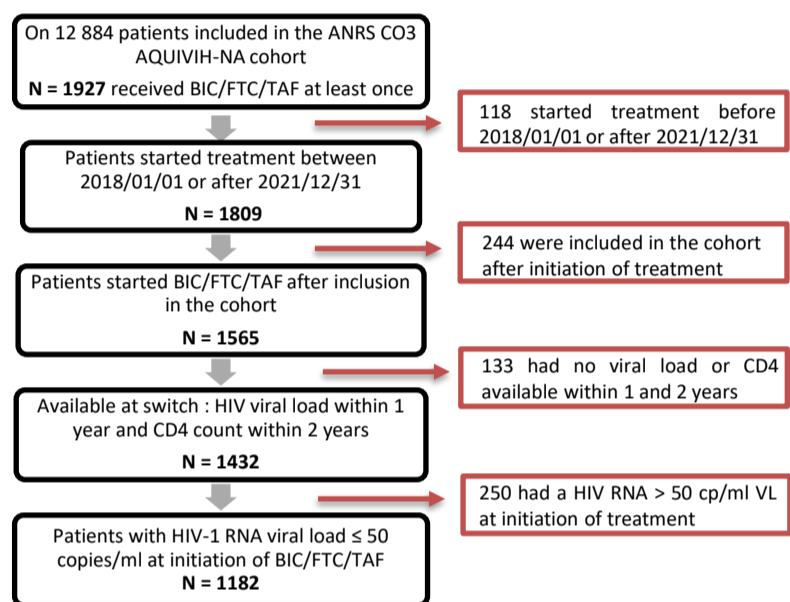 On 12 884 patients included in the ANRS CO3
AQUIVIH-NA cohort
N = 1927 received BIC/FTC/TAF at least once
118 started treatment before
2018/01/01 or after 2021/12/31
Patients started treatment between
2018/01/01 or after 2021/12/31
N = 1809
244 were included in the cohort
after initiation of treatment
Patients started BIC/FTC/TAF after inclusion
in the cohort
N = 1565
133 had no viral load or CD4
available within 1 and 2 years
Available at switch : HIV viral load within 1
year and CD4 count within 2 years
N = 1432
250 had a HIV RNA > 50 cp/ml VL
at initiation of treatment
Patients with HIV-1 RNA viral load ≤ 50
copies/ml at initiation of BIC/FTC/TAF
N = 1182